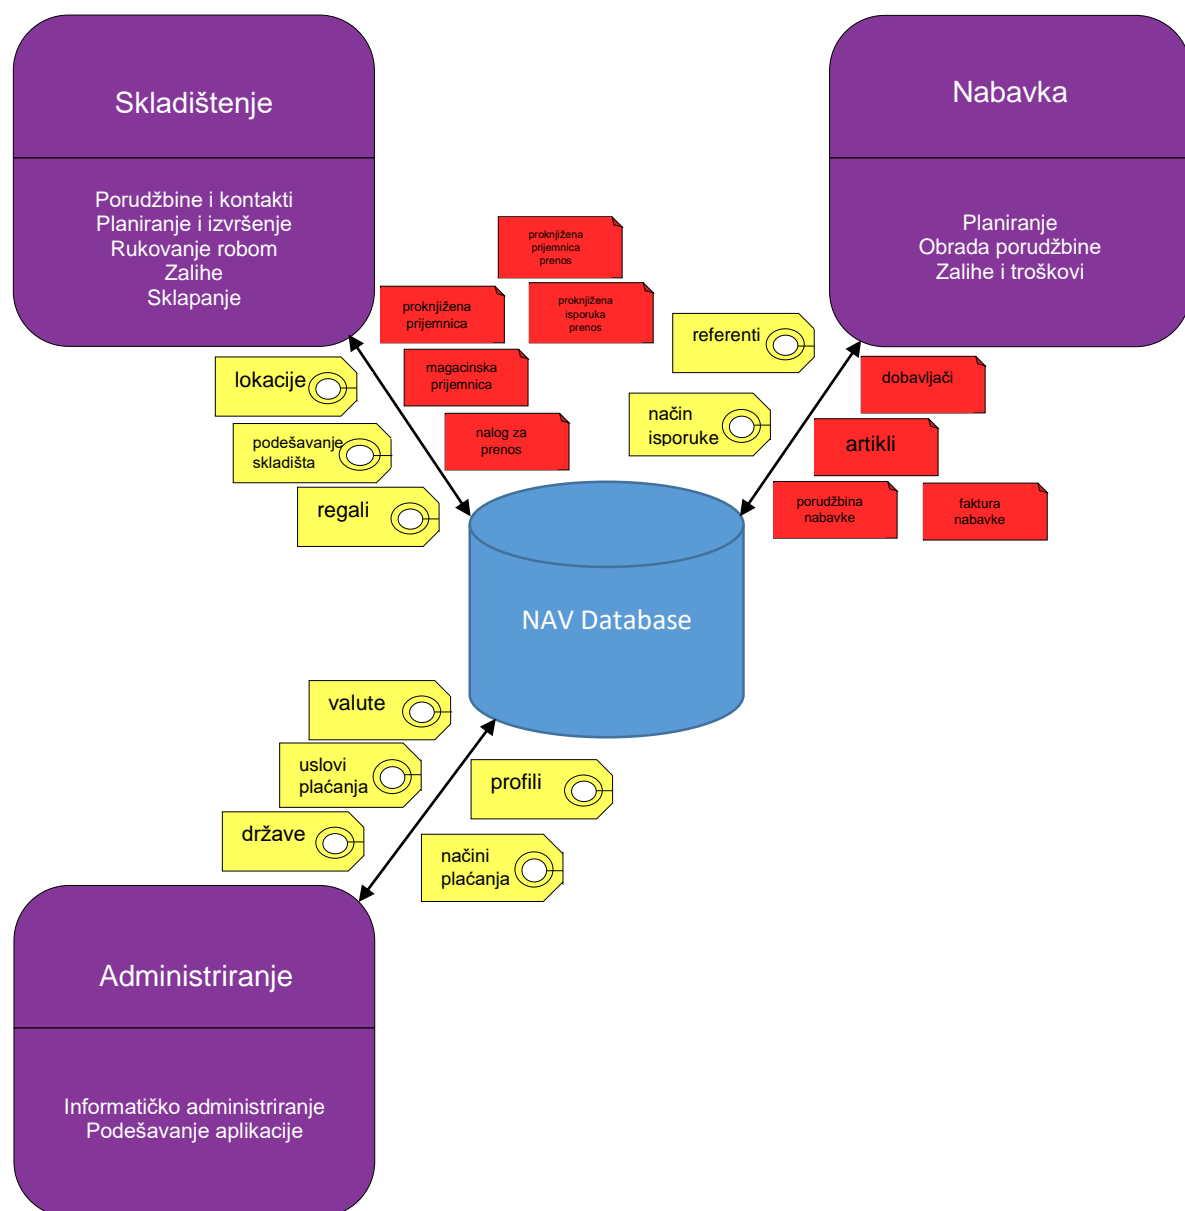 Skladištenje
Porudžbine i kontakti
Planiranje i izvršenje
Rukovanje robom
Zalihe
Sklapanje
Nabavka
Planiranje
Obrada porudžbine
Zalihe i troškovi
proknjižena
prijemnica
prenos
proknjižena
prijemnica
proknjižena
isporuka
prenos
magacinska
prijemnica
nalog za
prenos
lokacije
podešavanje
skladišta
regali
referenti
način
isporuke
dobavljači
artikli
porudžbina
nabavke
faktura
nabavke
NAV Database
valute
uslovi
plaćanja
države
profili
načini
plaćanja
Administriranje
Informatičko administriranje
Podešavanje aplikacije